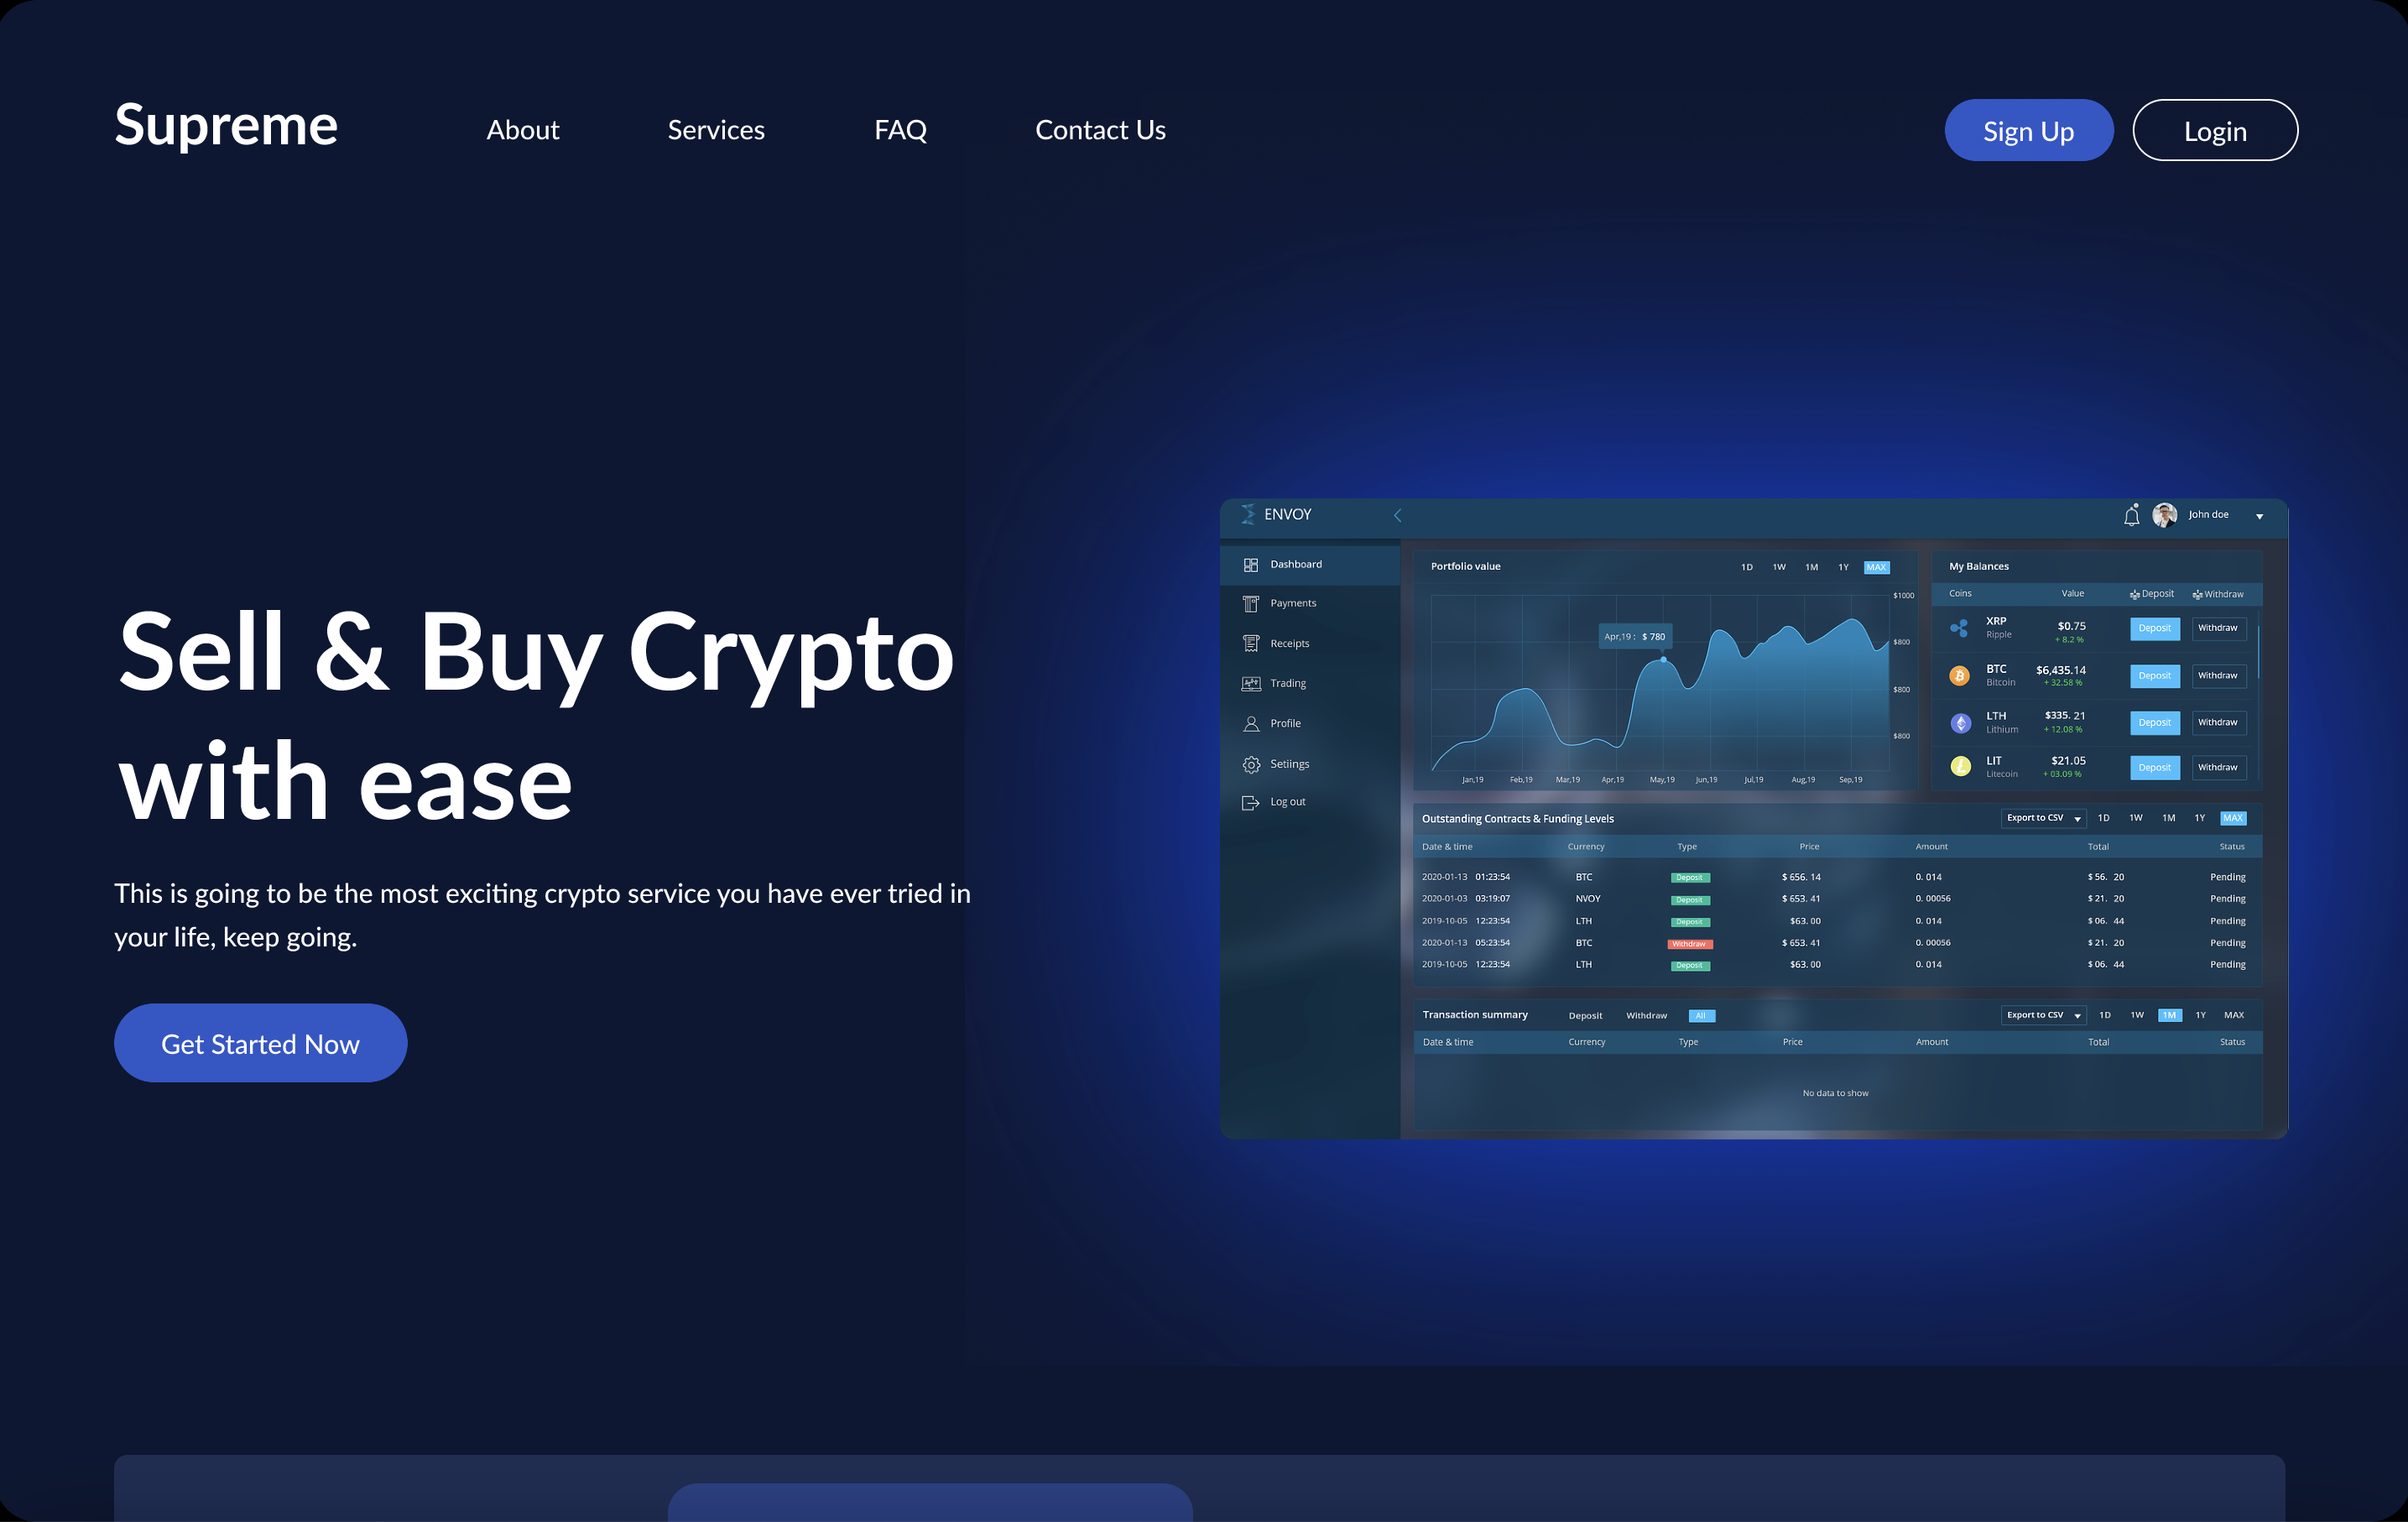 Supreme About Services FAQ Contact Us Sign Up Login
Sell & Buy Crypto
with ease
This is going to be the most exciting crypto service you have ever tried in
your life, keep going.
Get Started Now
ENVOY John doe
Dashboard
Payments
Receipts
Trading
Profile
Setiings
Log out
Portfolio value 1D 1W 1M 1Y MAX
$1000
Apr,19 : $ 780
$800
$800
$800
Jan,19 Feb,19 Mar,19 Apr,19 May,19 Jun,19 Jul,19 Aug,19 Sep,19
My Balances
Coins Value Deposit Withdraw
XRP $0.75 Deposit Withdraw
Ripple + 8.2 %
BTC $6,435.14 Deposit Withdraw
Bitcoin + 32.58 %
LTH $335. 21 Deposit Withdraw
Lithium + 12.08 %
LIT $21.05 Deposit Withdraw
Litecoin + 03.09 %
Outstanding Contracts & Funding Levels Export to CSV 1D 1W 1M 1Y MAX
Date & time Currency Type Price Amount Total Status
2020-01-13 01:23:54 BTC Deposit $ 656. 14 0. 014 $ 56. 20 Pending
2020-01-03 03:19:07 NVOY Deposit $ 653. 41 0. 00056 $ 21. 20 Pending
2019-10-05 12:23:54 LTH Deposit $63. 00 0. 014 $ 06. 44 Pending
2020-01-13 05:23:54 BTC Withdraw $ 653. 41 0. 00056 $ 21. 20 Pending
2019-10-05 12:23:54 LTH Deposit $63. 00 0. 014 $ 06. 44 Pending
Transaction summary Deposit Withdraw All Export to CSV 1D 1W 1M 1Y MAX
Date & time Currency Type Price Amount Total Status
No data to show